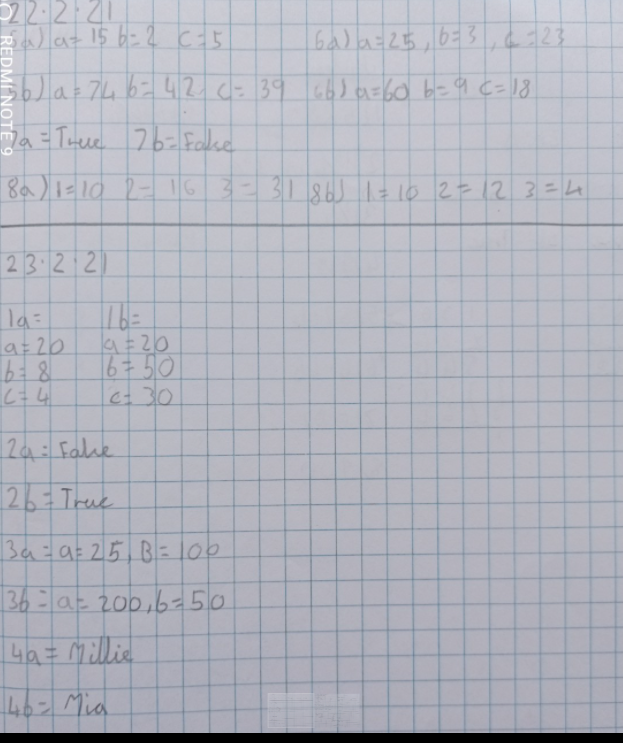 22.2.21
5a) a= 15 b=2 c=5 6a) a=25, b=3, c=23
5b) a=74 b=42 c= 39 6b) a=60 b=9 c=18
7a = True 7b= False
8a) 1=10 2= 16 3=31 8b) 1=10 2=12 3=4
23.2.21
1a= 1b=
a=20 a=20
b=8 b=50
c=4 c=30
2a= False
2b= True
3a = a=25, B=100
3b = a= 200, b=50
4a= Millie
4b= Mia
REDMI NOTE 9